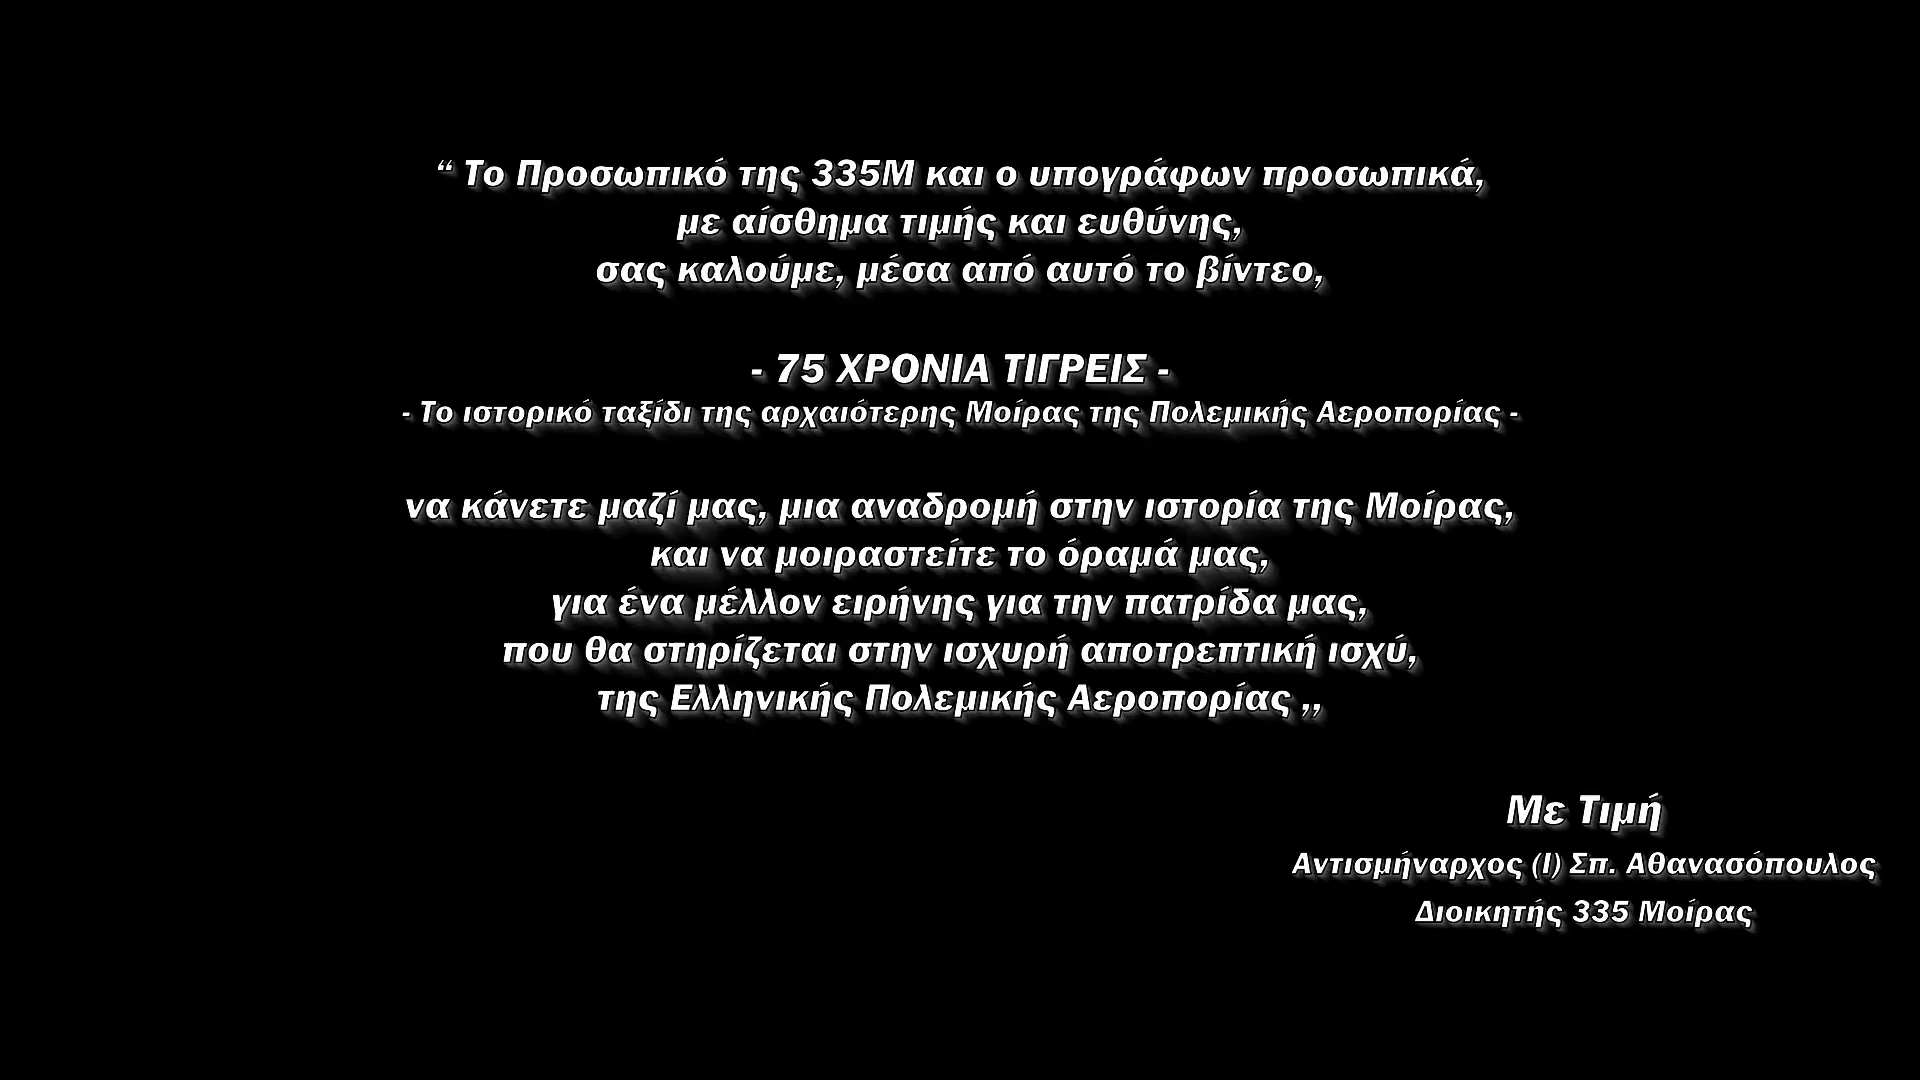 “ Το Προσωπικό της 335Μ και ο υπογράφων προσωπικά,
με αίσθημα τιμής και ευθύνης,
σας καλούμε, μέσα από αυτό το βίντεο,
- 75 ΧΡΟΝΙΑ ΤΙΓΡΕΙΣ -
- Το ιστορικό ταξίδι της αρχαιότερης Μοίρας της Πολεμικής Αεροπορίας -
να κάνετε μαζί μας, μια αναδρομή στην ιστορία της Μοίρας,
και να μοιραστείτε το όραμά μας,
για ένα μέλλον ειρήνης για την πατρίδα μας,
που θα στηρίζεται στην ισχυρή αποτρεπτική ισχύ,
της Ελληνικής Πολεμικής Αεροπορίας ,,
Με Τιμή
Αντισμήναρχος (Ι) Σπ. Αθανασόπουλος
Διοικητής 335 Μοίρας